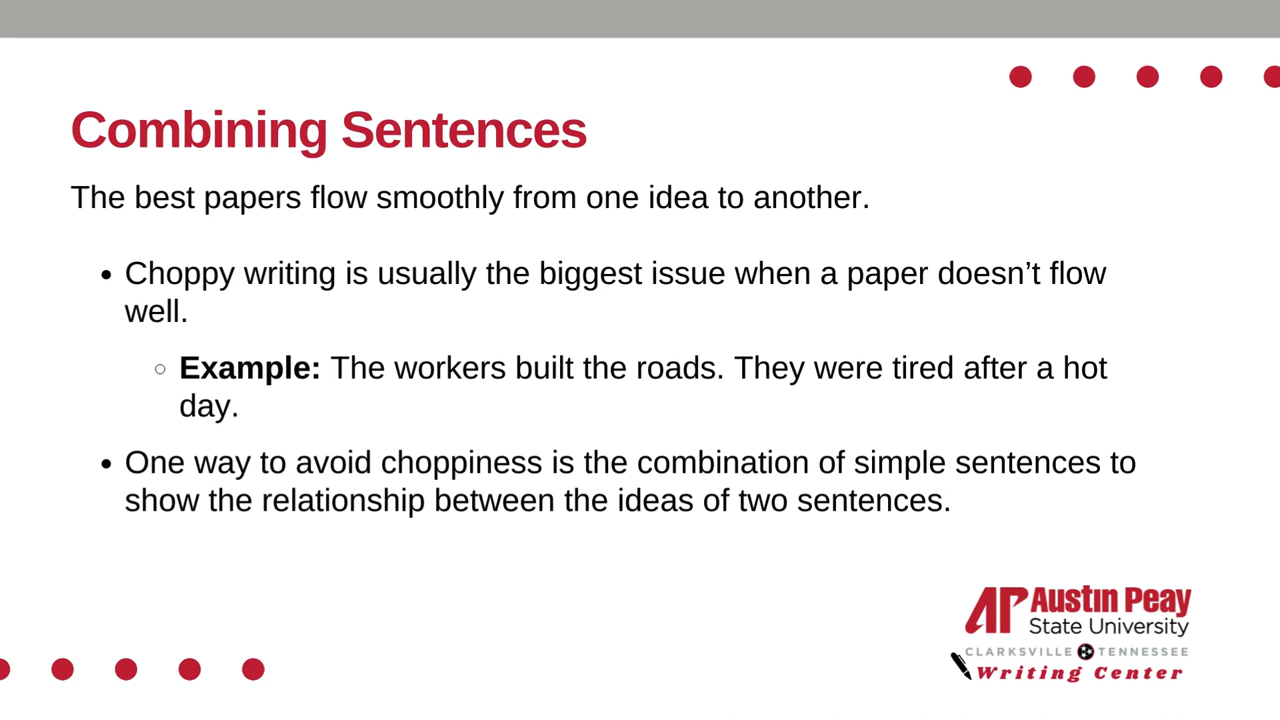 Combining Sentences
The best papers flow smoothly from one idea to another.
• Choppy writing is usually the biggest issue when a paper doesn’t flow
well.
○ Example: The workers built the roads. They were tired after a hot
day.
• One way to avoid choppiness is the combination of simple sentences to
show the relationship between the ideas of two sentences.
AP Austin Peay
State University
CLARKSVILLE TENNESSEE
Writing Center